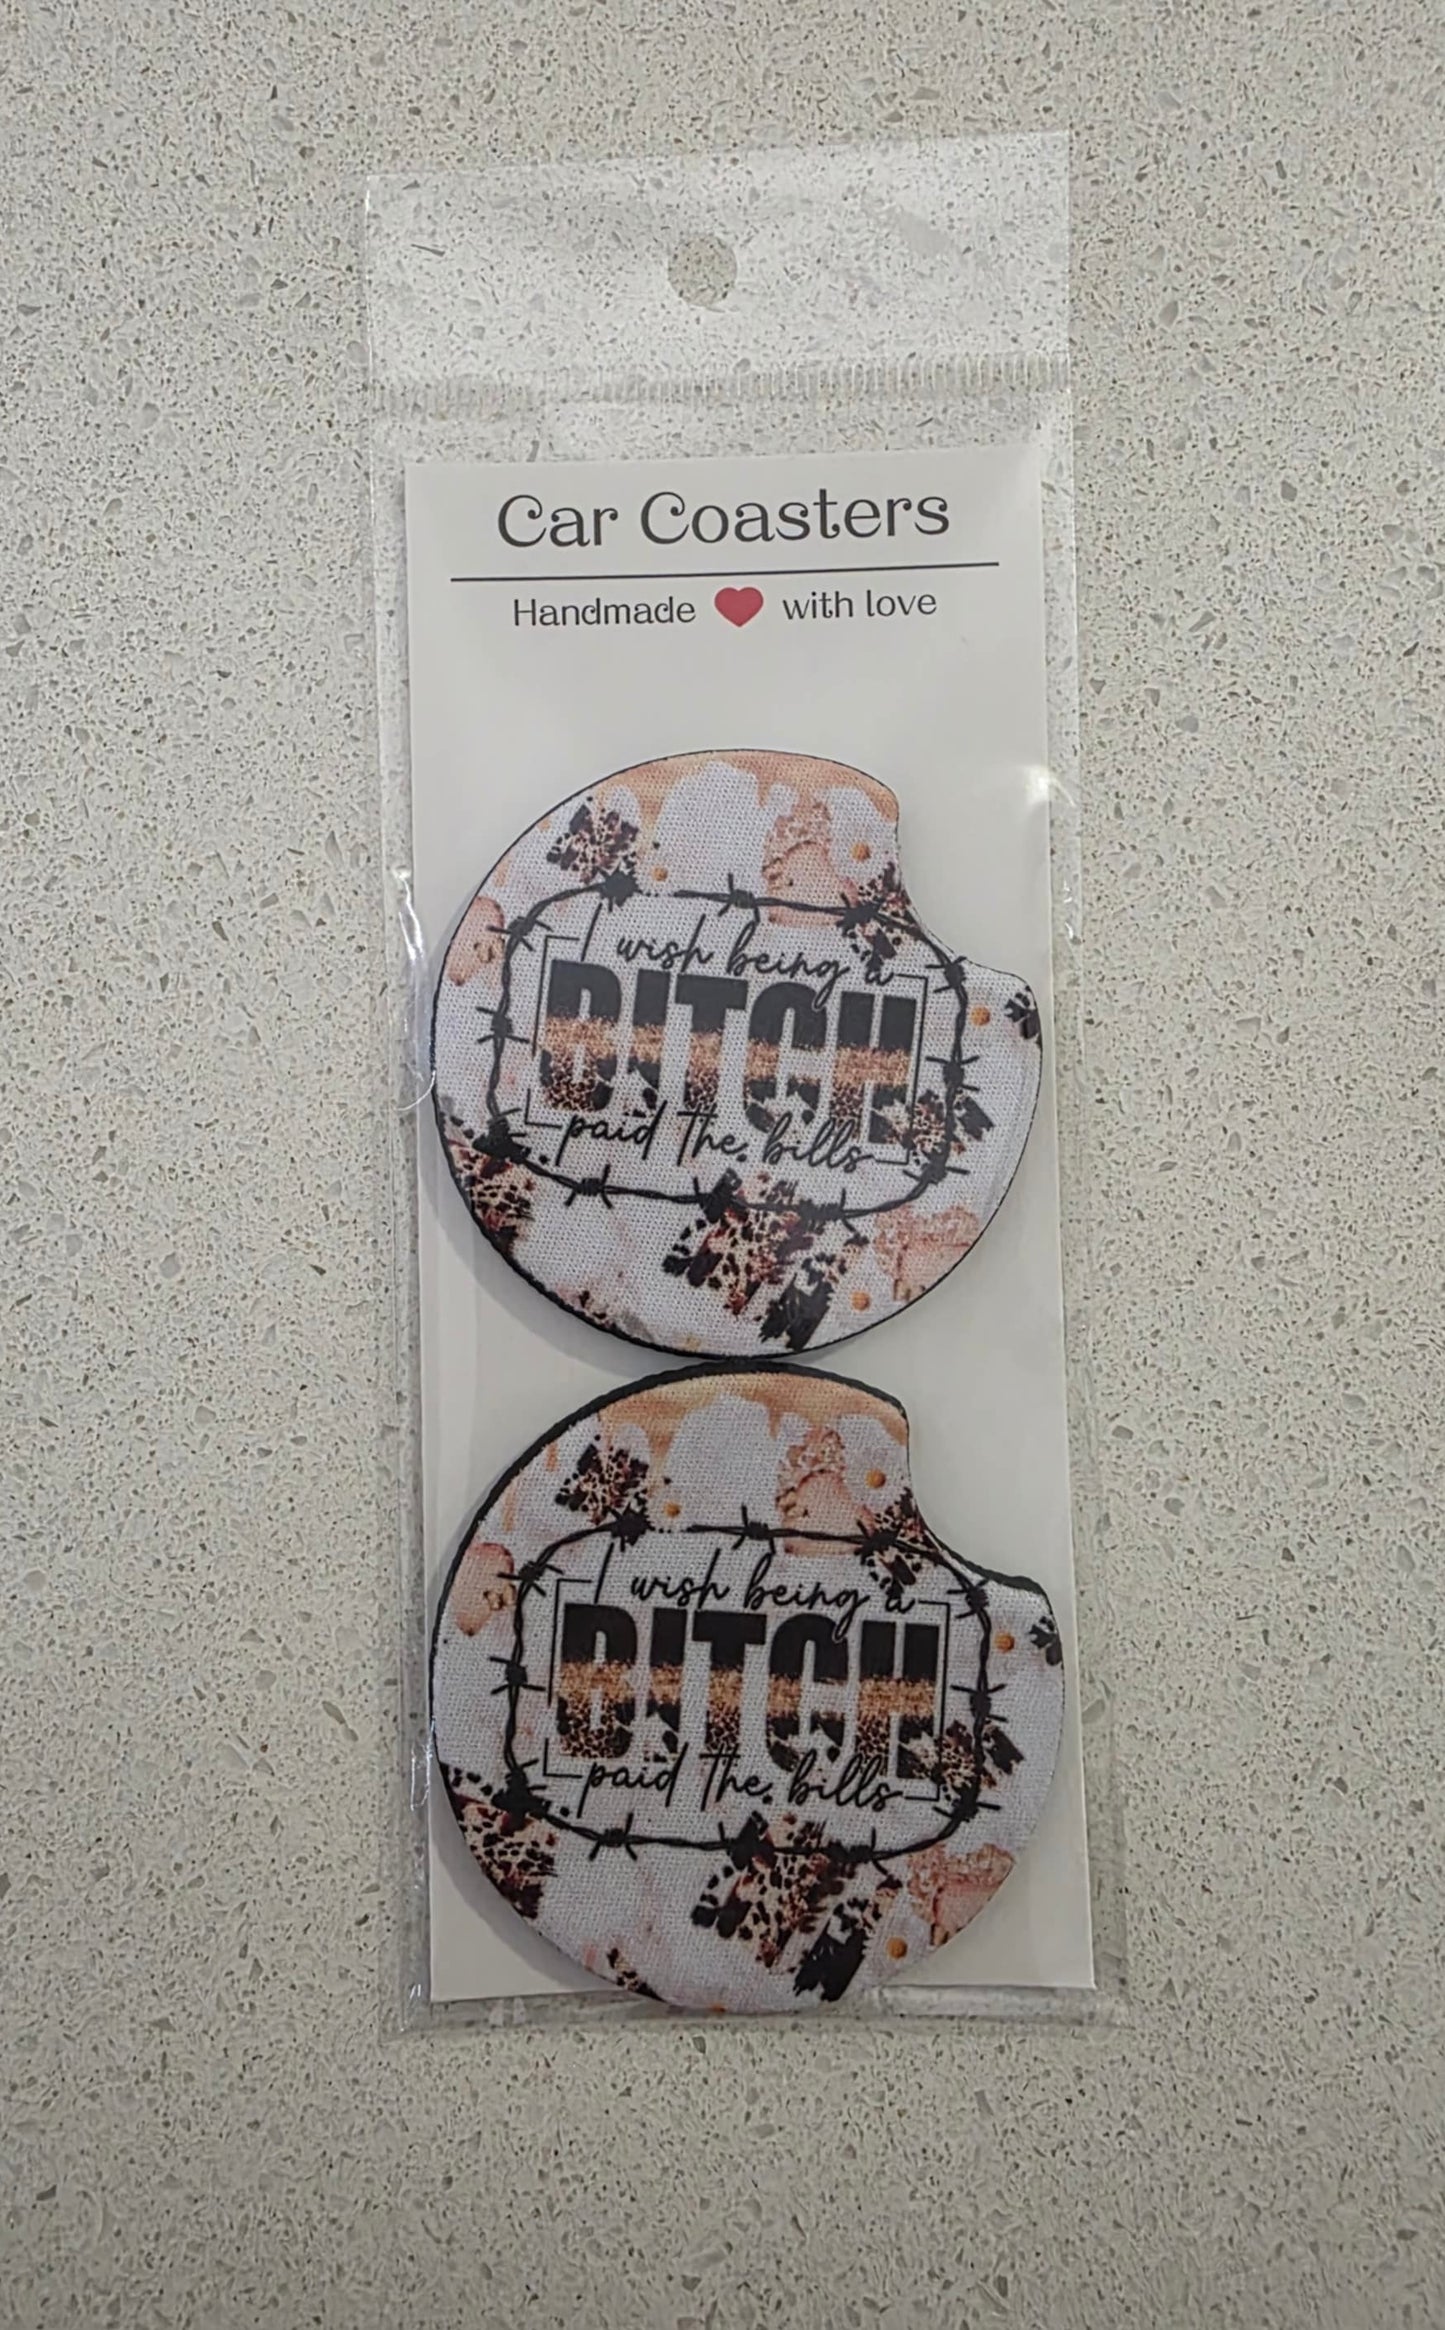 Car Coasters
Handmade with love
I wish being a
BITCH
paid the bills
I wish being a
BITCH
paid the bills